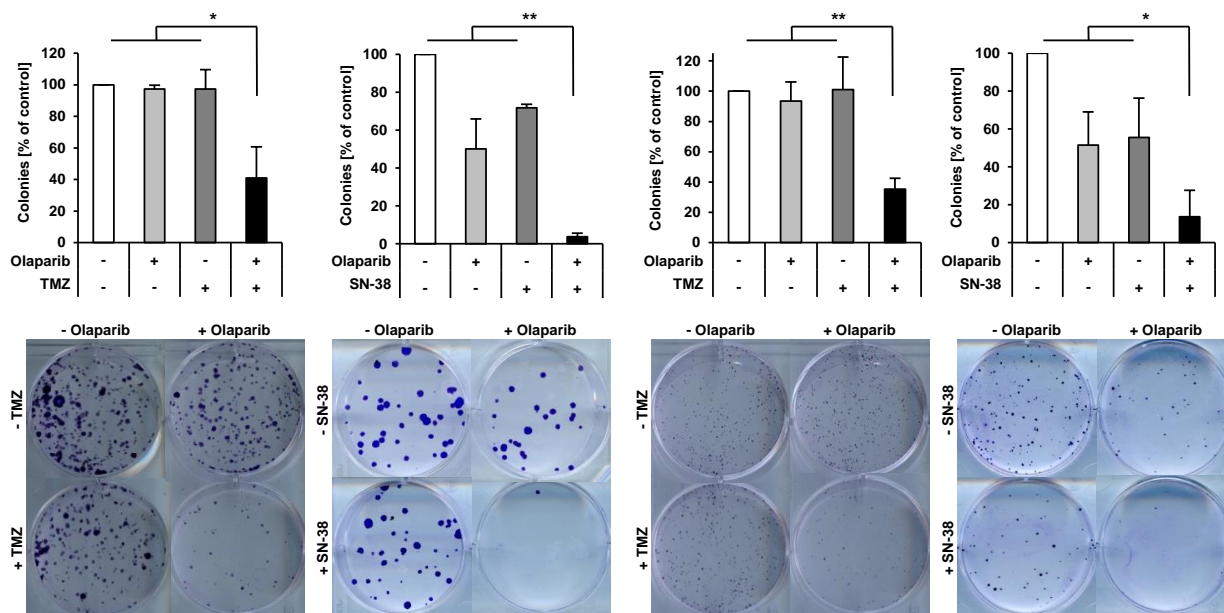 * ** ** *
Colonies [% of control]
120
100
80
60
40
20
0
Olaparib - + - +
TMZ - - + +
Colonies [% of control]
100
80
60
40
20
0
Olaparib - + - +
SN-38 - - + +
Colonies [% of control]
120
100
80
60
40
20
0
Olaparib - + - +
TMZ - - + +
Colonies [% of control]
100
80
60
40
20
0
Olaparib - + - +
SN-38 - - + +
- Olaparib + Olaparib
- TMZ
+ TMZ
- Olaparib + Olaparib
- SN-38
+ SN-38
- Olaparib + Olaparib
- TMZ
+ TMZ
- Olaparib + Olaparib
- SN-38
+ SN-38